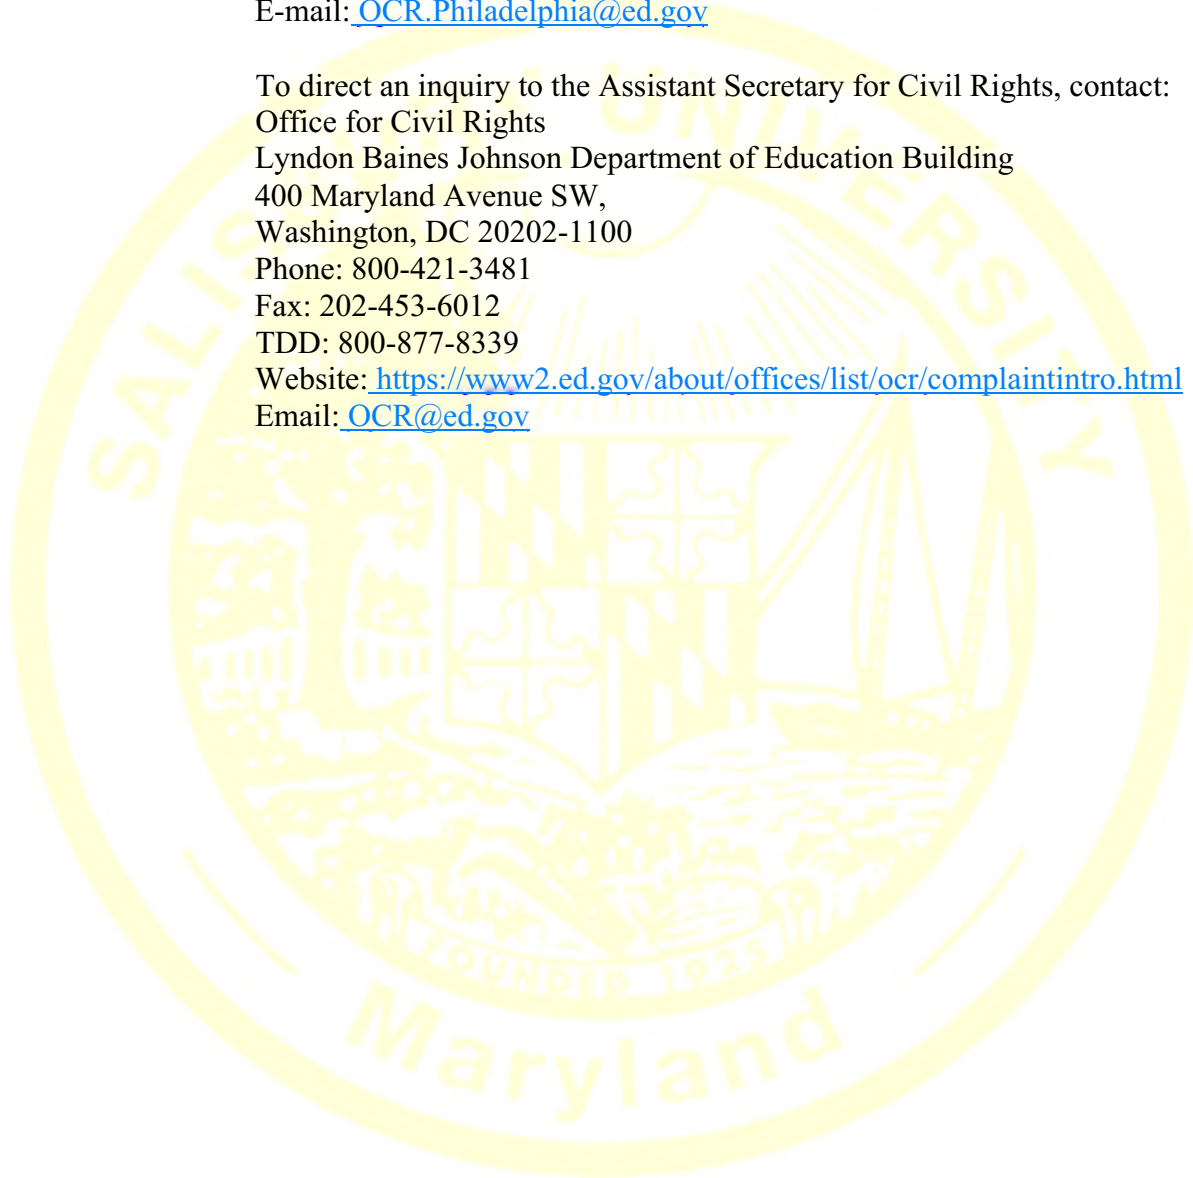 E-mail: OCR.Philadelphia@ed.gov
To direct an inquiry to the Assistant Secretary for Civil Rights, contact:
Office for Civil Rights
Lyndon Baines Johnson Department of Education Building
400 Maryland Avenue SW,
Washington, DC 20202-1100
Phone: 800-421-3481
Fax: 202-453-6012
TDD: 800-877-8339
Website: https://www2.ed.gov/about/offices/list/ocr/complaintintro.html
Email: OCR@ed.gov
SALISBURY UNIVERSITY
FOUNDED 1925
Maryland